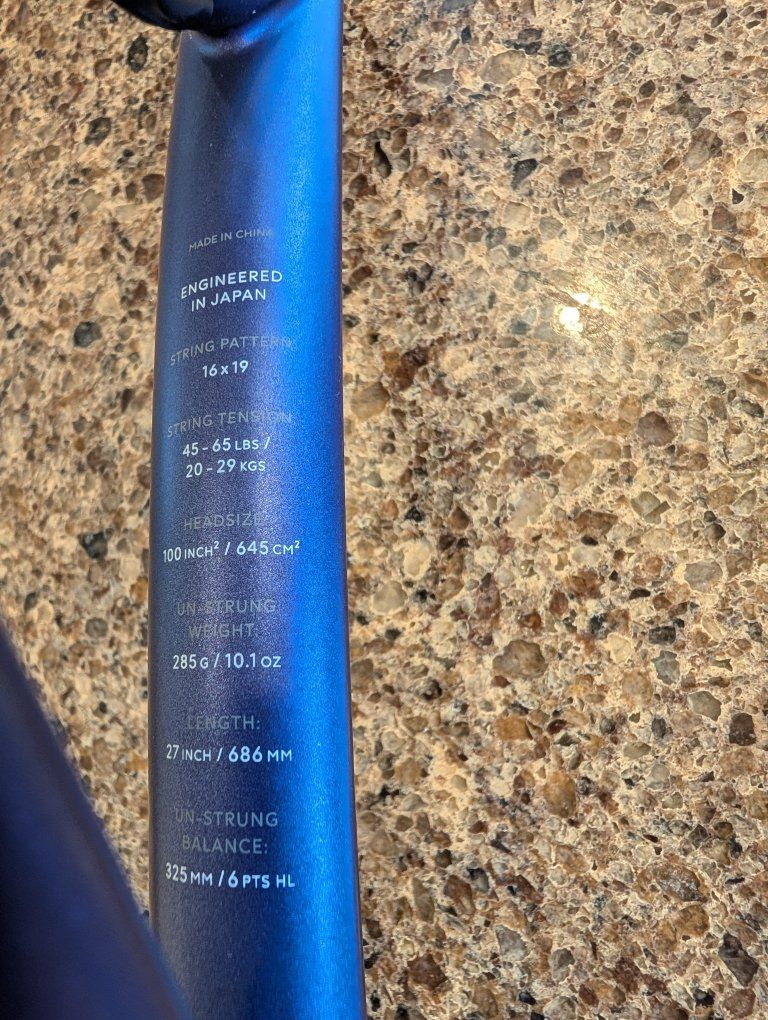 MADE IN CHINA
ENGINEERED
IN JAPAN
STRING PATTERN:
16 x 19
STRING TENSION:
45 - 65 LBS /
20 - 29 KGS
HEADSIZE:
100 INCH² / 645 CM²
UN-STRUNG
WEIGHT:
285 G / 10.1 OZ
LENGTH:
27 INCH / 686 MM
UN-STRUNG
BALANCE:
325 MM / 6 PTS HL